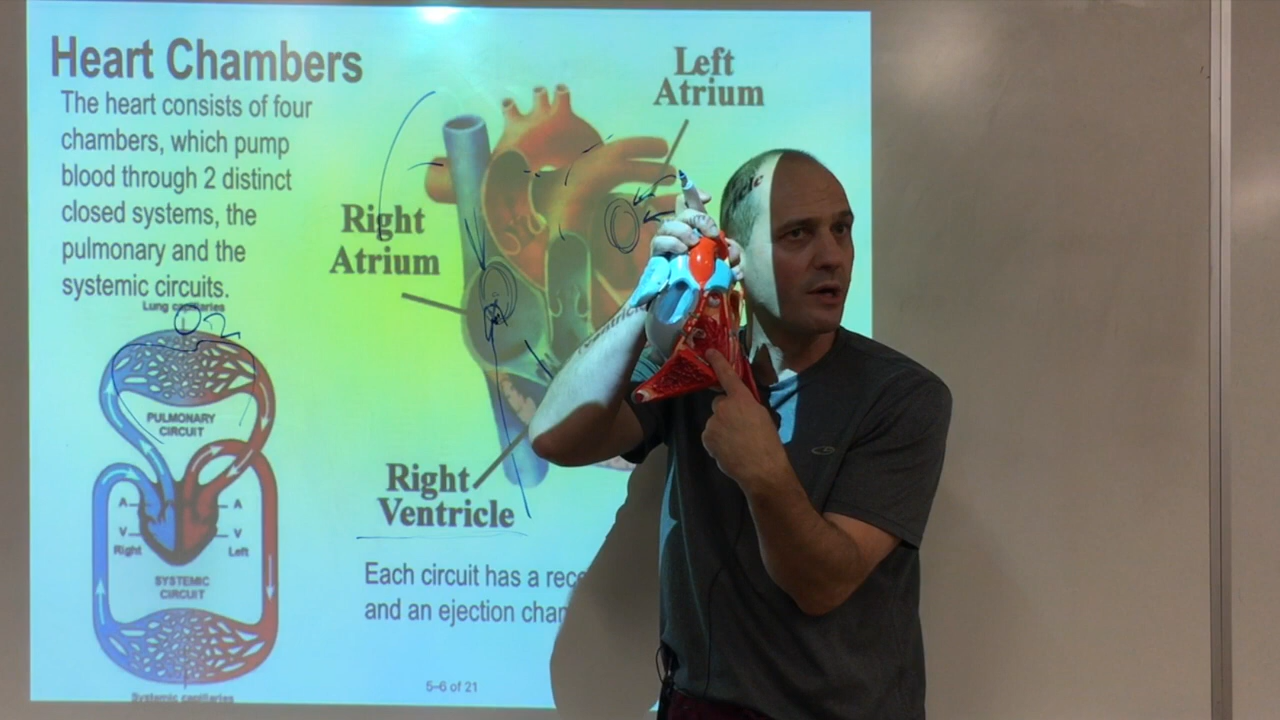 Heart Chambers
The heart consists of four
chambers, which pump
blood through 2 distinct
closed systems, the
pulmonary and the
systemic circuits.
Left
Atrium
Right
Atrium
Lung capillaries
PULMONARY
CIRCUIT
A
A
V
V
Right
Left
SYSTEMIC
CIRCUIT
Systemic capillaries
Right
Ventricle
Each circuit has a rece
and an ejection cham
5–6 of 21